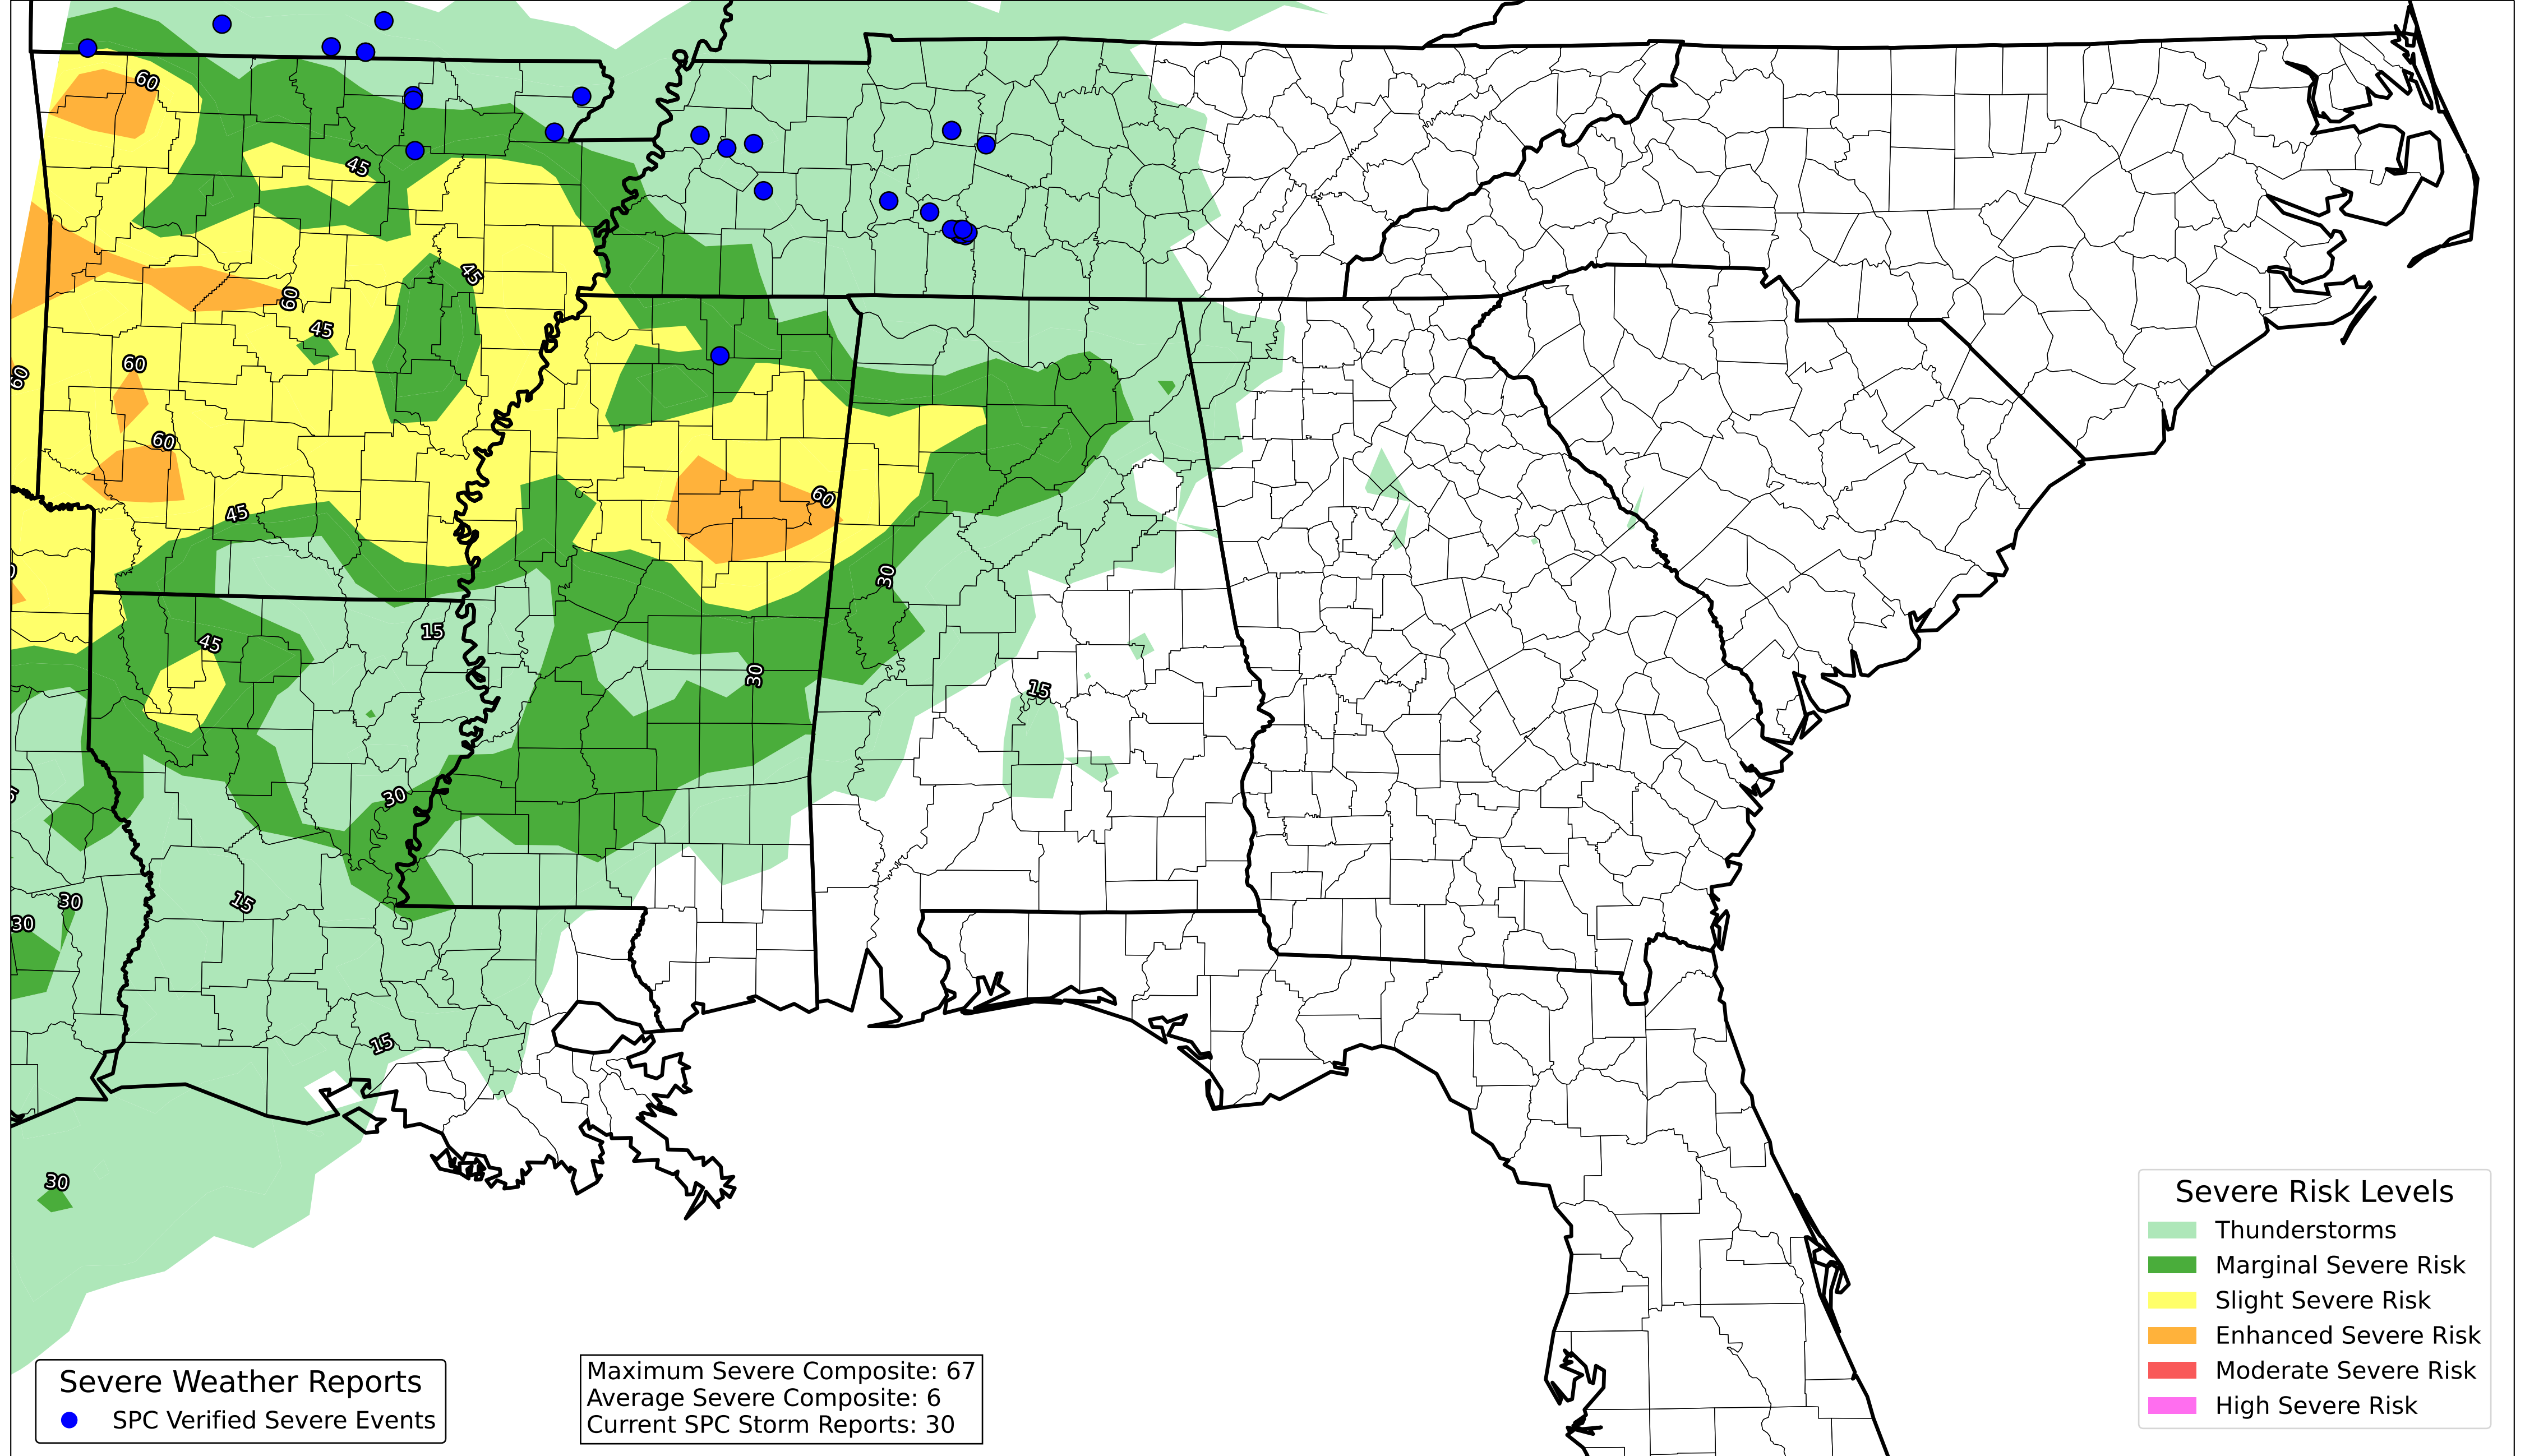 60
45
45
60
45
60
60
60
45
60
30
45
15
30
15
30
30
15
30
15
30
Severe Weather Reports
SPC Verified Severe Events
Maximum Severe Composite: 67
Average Severe Composite: 6
Current SPC Storm Reports: 30
Severe Risk Levels
Thunderstorms
Marginal Severe Risk
Slight Severe Risk
Enhanced Severe Risk
Moderate Severe Risk
High Severe Risk